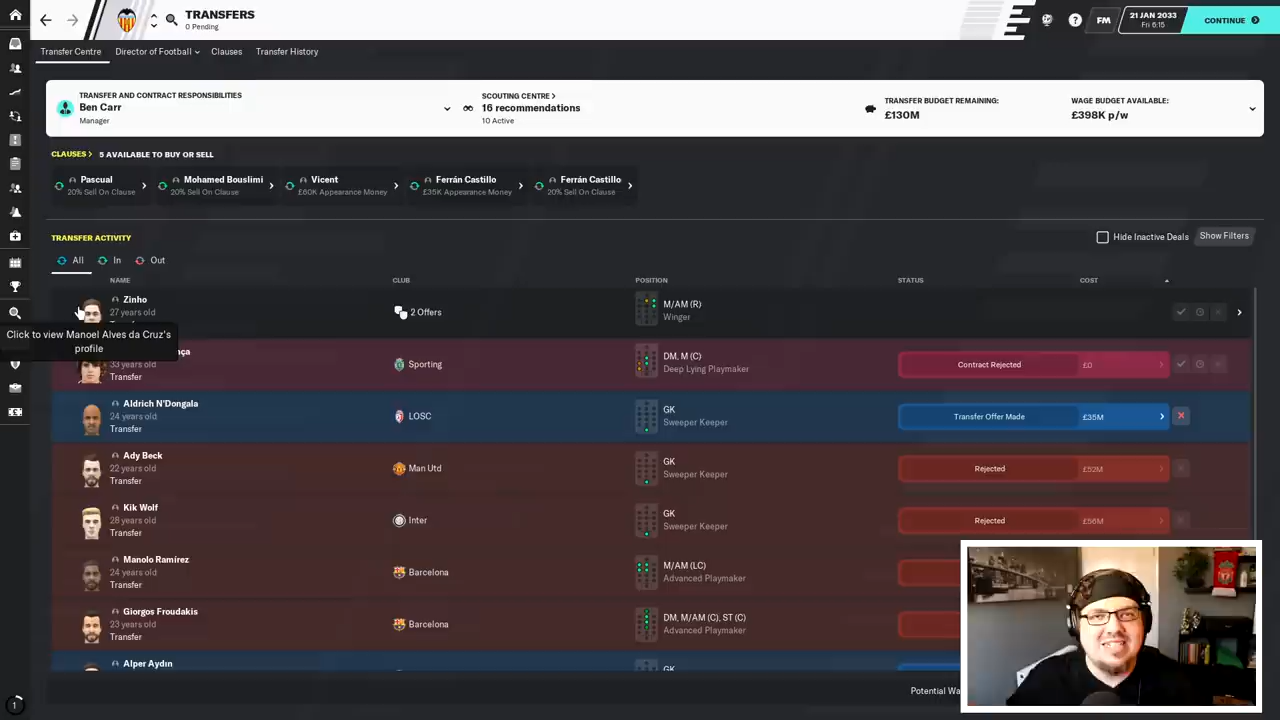 TRANSFERS
0 Pending
FM
21 JAN 2033
Fri 6:15
CONTINUE
Transfer Centre
Director of Football
Clauses
Transfer History
TRANSFER AND CONTRACT RESPONSIBILITIES
Ben Carr
Manager
SCOUTING CENTRE >
16 recommendations
10 Active
TRANSFER BUDGET REMAINING:
£130M
WAGE BUDGET AVAILABLE:
£398K p/w
CLAUSES > 5 AVAILABLE TO BUY OR SELL
Pascual
20% Sell On Clause
Mohamed Bouslimi
20% Sell On Clause
Vicent
£60K Appearance Money
Ferrán Castillo
£35K Appearance Money
Ferrán Castillo
20% Sell On Clause
TRANSFER ACTIVITY
Hide Inactive Deals
Show Filters
All
In
Out
NAME
CLUB
POSITION
STATUS
COST
Zinho
27 years old
2 Offers
M/AM (R)
Winger
Click to view Manoel Alves da Cruz's
profile
33 years old
Transfer
Sporting
DM, M (C)
Deep Lying Playmaker
Contract Rejected
£0
Aldrich N'Dongala
24 years old
Transfer
LOSC
GK
Sweeper Keeper
Transfer Offer Made
£35M
Ady Beck
22 years old
Transfer
Man Utd
GK
Sweeper Keeper
Rejected
£52M
Kik Wolf
28 years old
Transfer
Inter
GK
Sweeper Keeper
Rejected
£56M
Manolo Ramírez
24 years old
Transfer
Barcelona
M/AM (LC)
Advanced Playmaker
Giorgos Froudakis
23 years old
Transfer
Barcelona
DM, M/AM (C), ST (C)
Advanced Playmaker
Alper Aydın
GK
Potential Wa
1